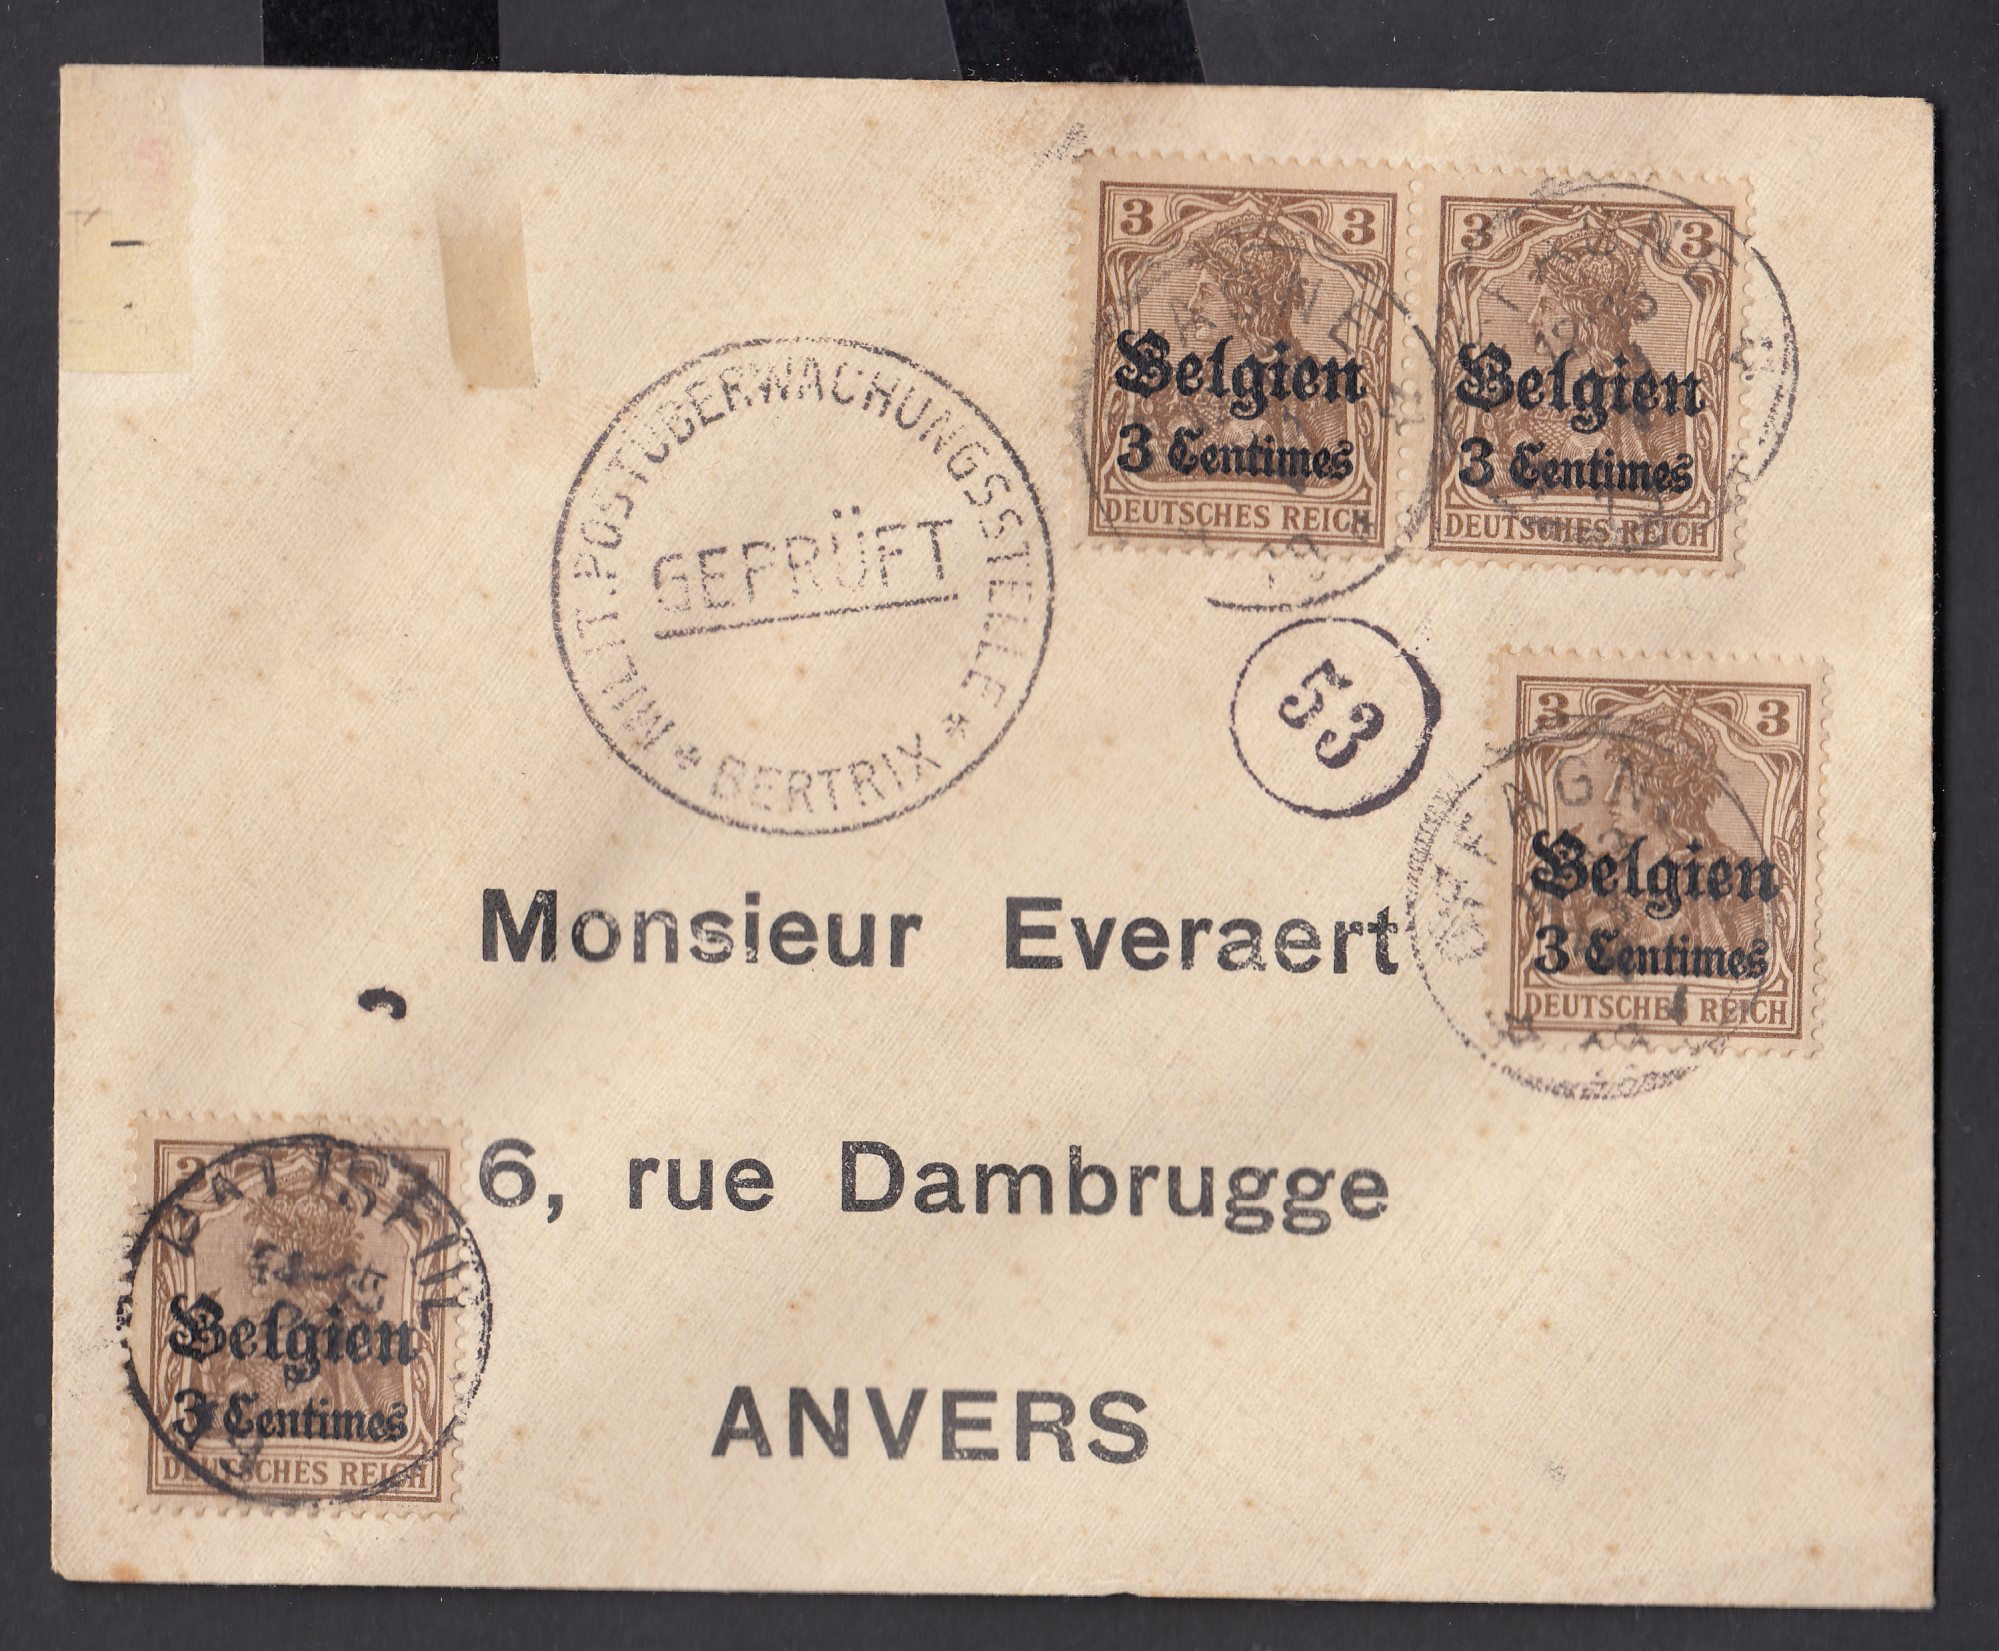 3 3
Belgien
3 Centimes
DEUTSCHES REICH
3 3
Belgien
3 Centimes
DEUTSCHES REICH
MILIT. POSTÜBERWACHUNGSSTELLE
GEPRÜFT
* BERTRIX *
53
3 3
Belgien
3 Centimes
DEUTSCHES REICH
OFFAGNE
Monsieur Everaert
6, rue Dambrugge
ANVERS
Belgien
3 Centimes
DEUTSCHES REICH